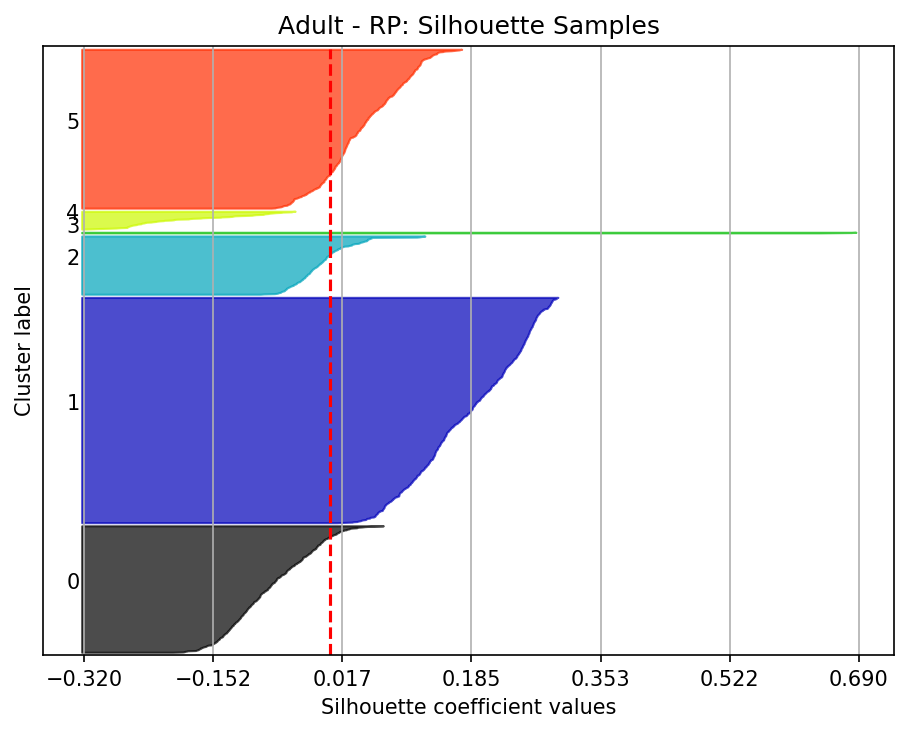 Adult - RP: Silhouette Samples
Cluster label
5
4
3
2
1
0
−0.320 −0.152 0.017 0.185 0.353 0.522 0.690
Silhouette coefficient values